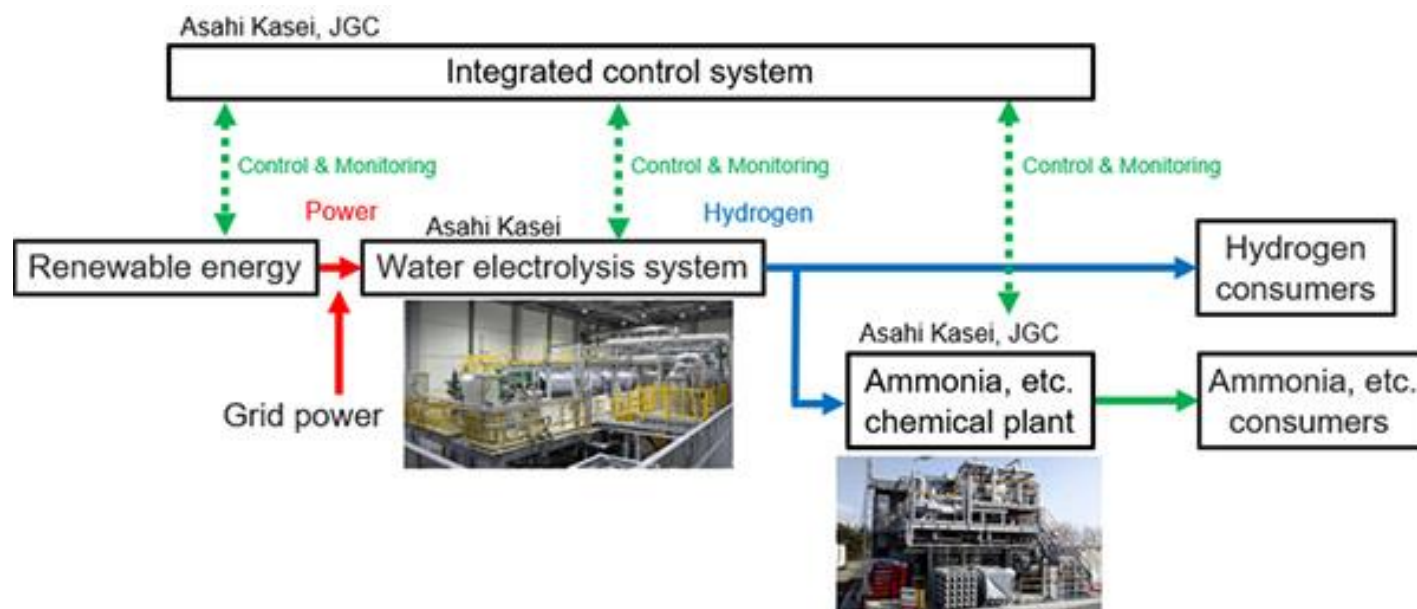 Asahi Kasei, JGC
Integrated control system
Control & Monitoring
Control & Monitoring
Control & Monitoring
Power
Hydrogen
Asahi Kasei
Renewable energy
Water electrolysis system
Hydrogen
consumers
Grid power
Asahi Kasei, JGC
Ammonia, etc.
chemical plant
Ammonia, etc.
consumers